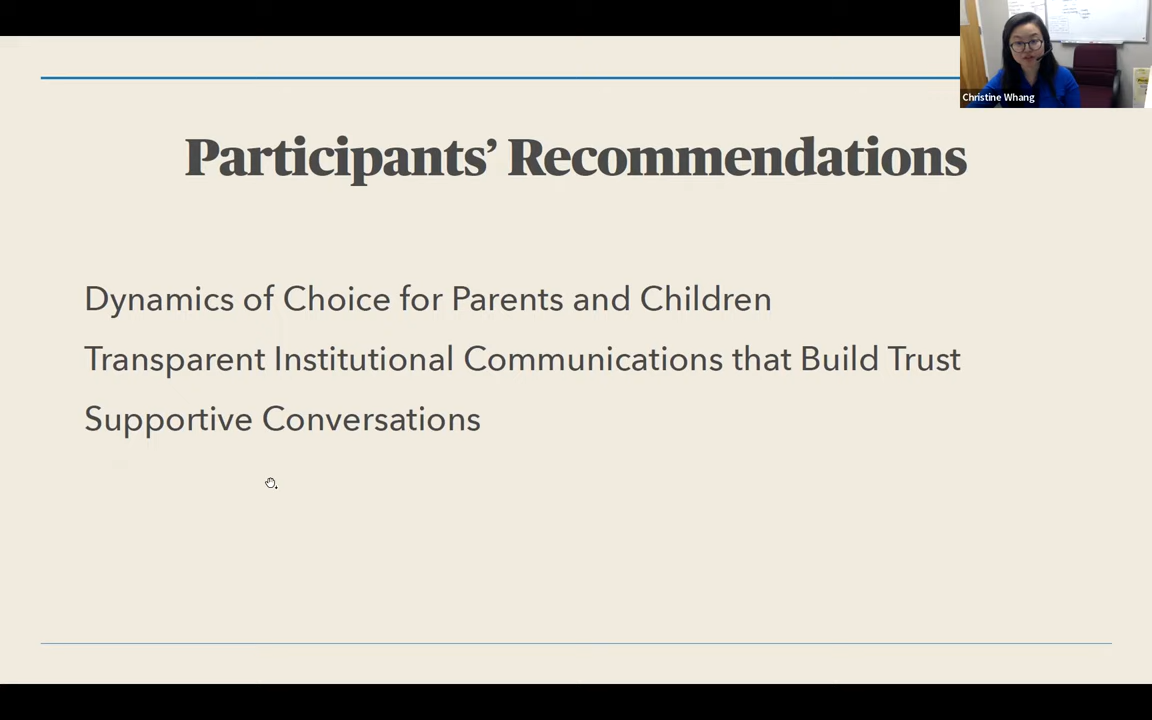 Christine Whang
Participants’ Recommendations
Dynamics of Choice for Parents and Children
Transparent Institutional Communications that Build Trust
Supportive Conversations